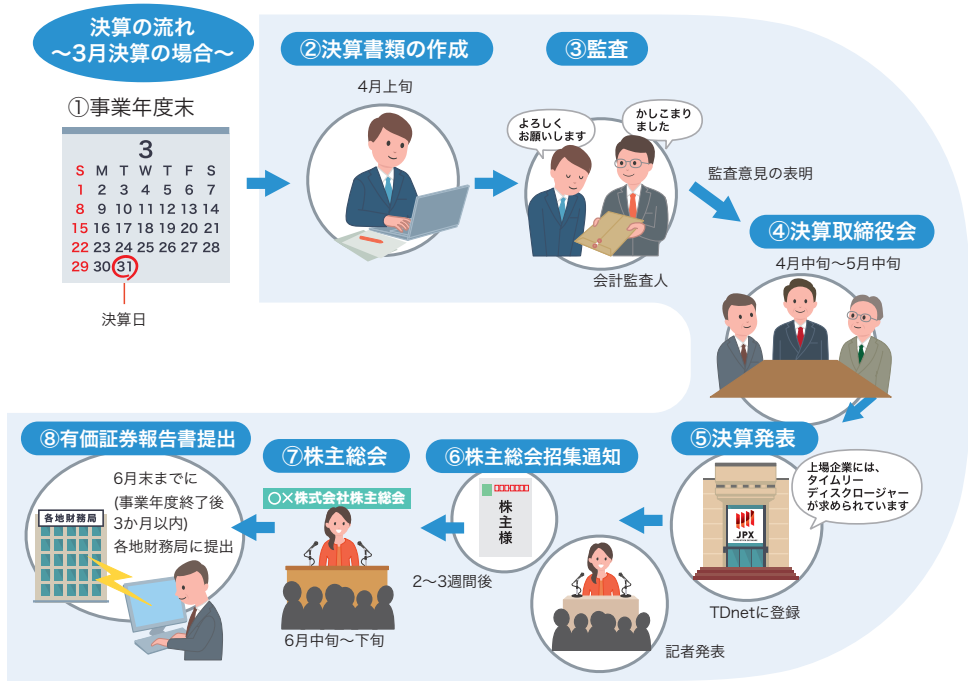 決算の流れ
～3月決算の場合～
①事業年度末
3
S M T W T F S
1 2 3 4 5 6 7
8 9 10 11 12 13 14
15 16 17 18 19 20 21
22 23 24 25 26 27 28
29 30 31
決算日
②決算書類の作成
4月上旬
③監査
よろしく
お願いします
かしこまり
ました
会計監査人
監査意見の表明
④決算取締役会
4月中旬～5月中旬
⑤決算発表
上場企業には、
タイムリー
ディスクロージャー
が求められています
JPX
TDnetに登録
記者発表
⑥株主総会招集通知
株主様
2～3週間後
⑦株主総会
○×株式会社株主総会
6月中旬～下旬
⑧有価証券報告書提出
6月末までに
(事業年度終了後
3か月以内)
各地財務局に提出
各地財務局